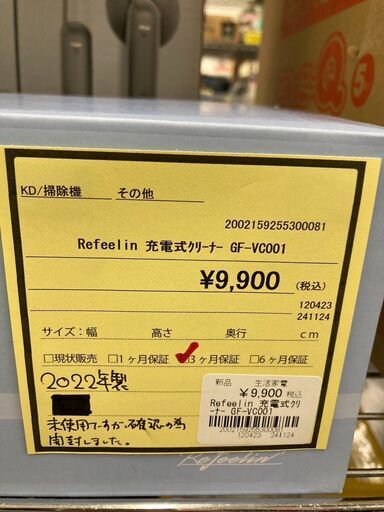 KD/掃除機　その他
2002159255300081
Refeelin 充電式ｸﾘｰﾅｰ GF-VC001
¥9,900 (税込)
120423
241124
サイズ：幅　高さ　奥行　cm
□現状販売 □1ヶ月保証 □3ヶ月保証 □6ヶ月保証
2022年製
未使用ですが、確認の為
開封しました。
新品　生活家電
¥9,900 税込
Refeelin 充電式ｸﾘ
ｰﾅｰ GF-VC001
2002159255300081
120423　241124
Refeelin
5